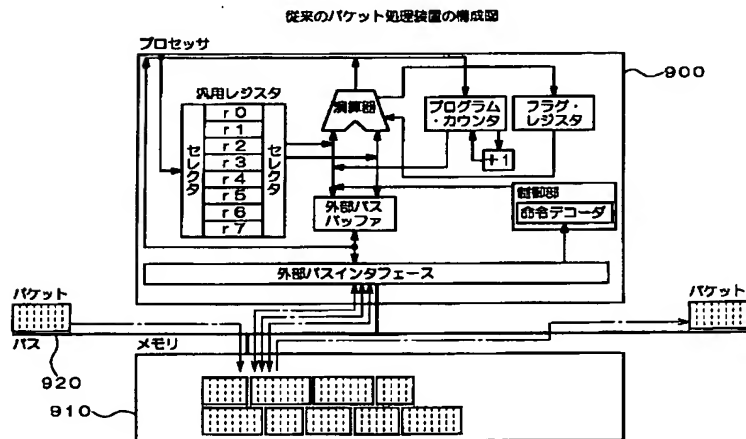 従来のパケット処理装置の構成図
プロセッサ
900
汎用レジスタ
セレクタ
r0
r1
r2
r3
r4
r5
r6
r7
セレクタ
演算器
プログラム
・カウンタ
フラグ・
レジスタ
+1
外部バス
バッファ
制御部
命令デコーダ
外部バスインタフェース
パケット
パケット
バス
メモリ
920
910